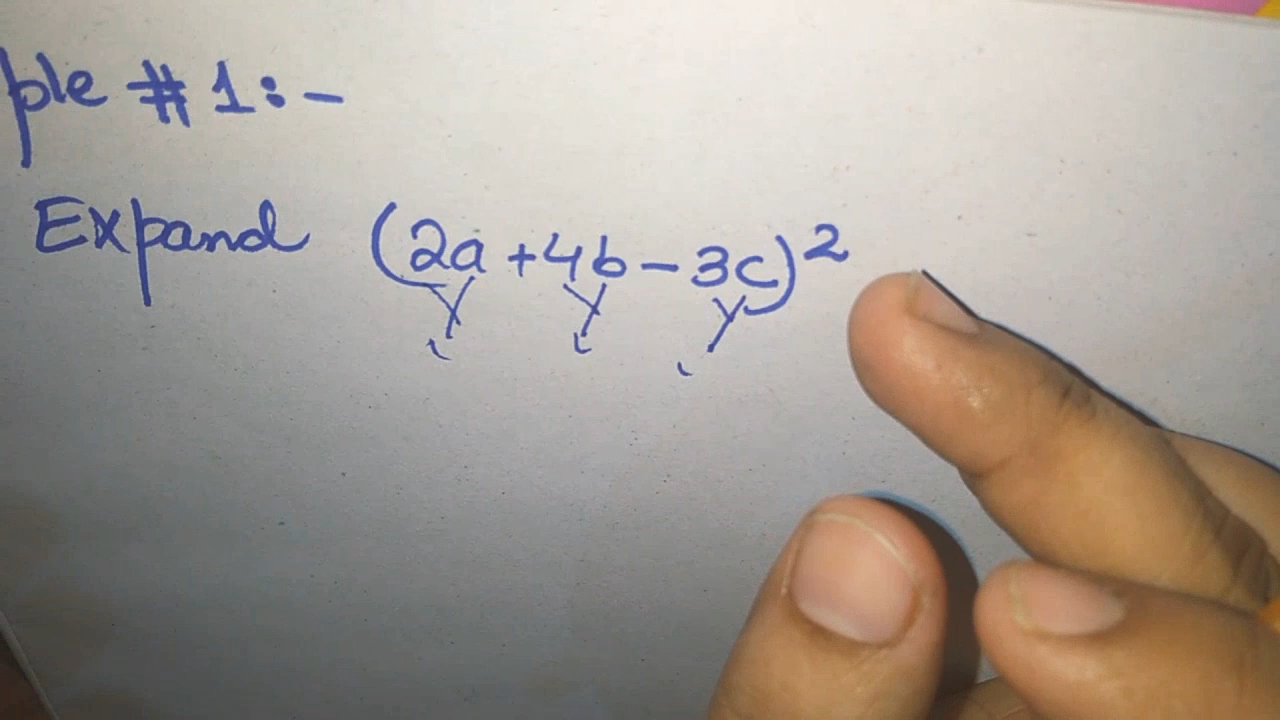 ple # 1:-
Expand (2a + 4b - 3c)²